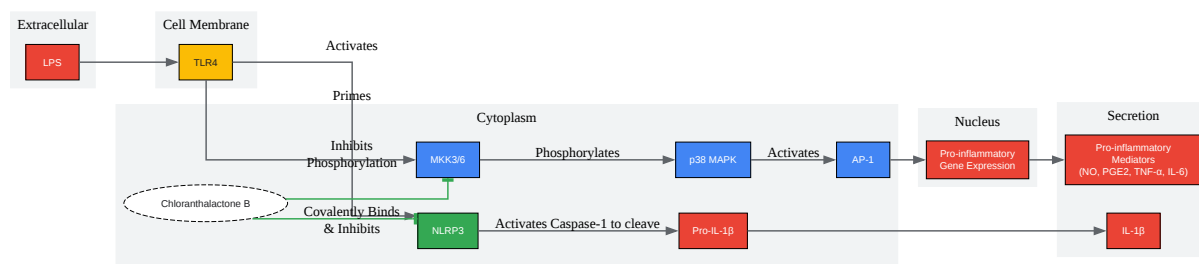 Extracellular
Cell Membrane
LPS
TLR4
Activates
Primes
Cytoplasm
Nucleus
Secretion
Inhibits
Phosphorylation
MKK3/6
Phosphorylates
p38 MAPK
Activates
AP-1
Pro-inflammatory
Gene Expression
Pro-inflammatory
Mediators
(NO, PGE2, TNF-α, IL-6)
Chloranthalactone B
Covalently Binds
& Inhibits
NLRP3
Activates Caspase-1 to cleave
Pro-IL-1β
IL-1β